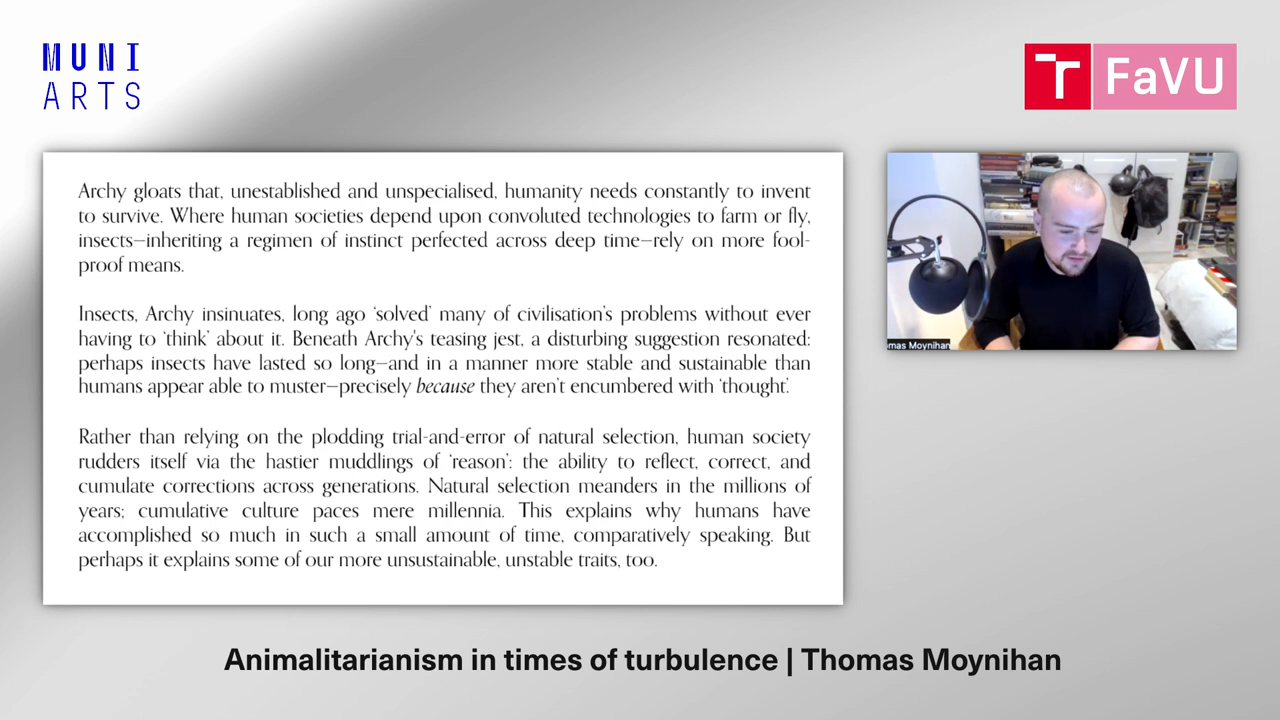 MUNI
ARTS
FaVU
Archy gloats that, unestablished and unspecialised, humanity needs constantly to invent
to survive. Where human societies depend upon convoluted technologies to farm or fly,
insects—inheriting a regimen of instinct perfected across deep time—rely on more fool-
proof means.
Insects, Archy insinuates, long ago ‘solved’ many of civilisation’s problems without ever
having to ‘think’ about it. Beneath Archy's teasing jest, a disturbing suggestion resonated:
perhaps insects have lasted so long—and in a manner more stable and sustainable than
humans appear able to muster—precisely because they aren’t encumbered with ‘thought’.
Rather than relying on the plodding trial-and-error of natural selection, human society
rudders itself via the hastier muddlings of ‘reason’: the ability to reflect, correct, and
cumulate corrections across generations. Natural selection meanders in the millions of
years; cumulative culture paces mere millennia. This explains why humans have
accomplished so much in such a small amount of time, comparatively speaking. But
perhaps it explains some of our more unsustainable, unstable traits, too.
omas Moynihan
Animalitarianism in times of turbulence | Thomas Moynihan